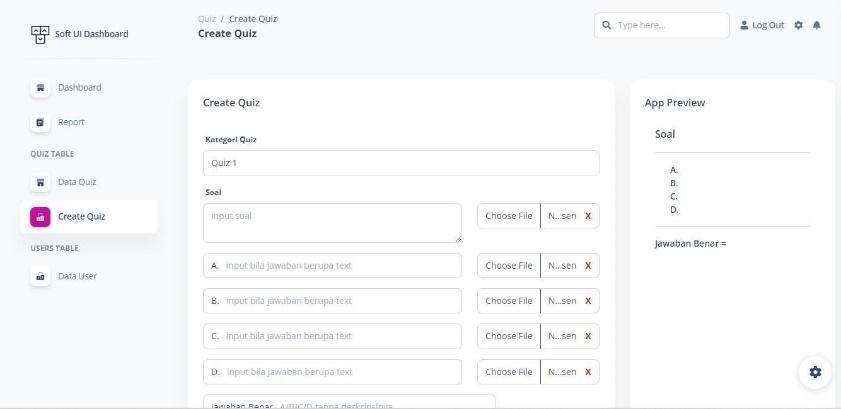 Soft UI Dashboard
Quiz / Create Quiz
Create Quiz
Type here...
Log Out
Dashboard
Report
QUIZ TABLE
Data Quiz
Create Quiz
USERS TABLE
Data User
Create Quiz
Kategori Quiz
Quiz 1
Soal
input soal
Choose File N...sen X
A. input bila jawaban berupa text
Choose File N...sen X
B. input bila jawaban berupa text
Choose File N...sen X
C. input bila jawaban berupa text
Choose File N...sen X
D. input bila jawaban berupa text
Choose File N...sen X
Jawaban Benar A/B/C/D tanpa deskripsinya
App Preview
Soal
A.
B.
C.
D.
Jawaban Benar =